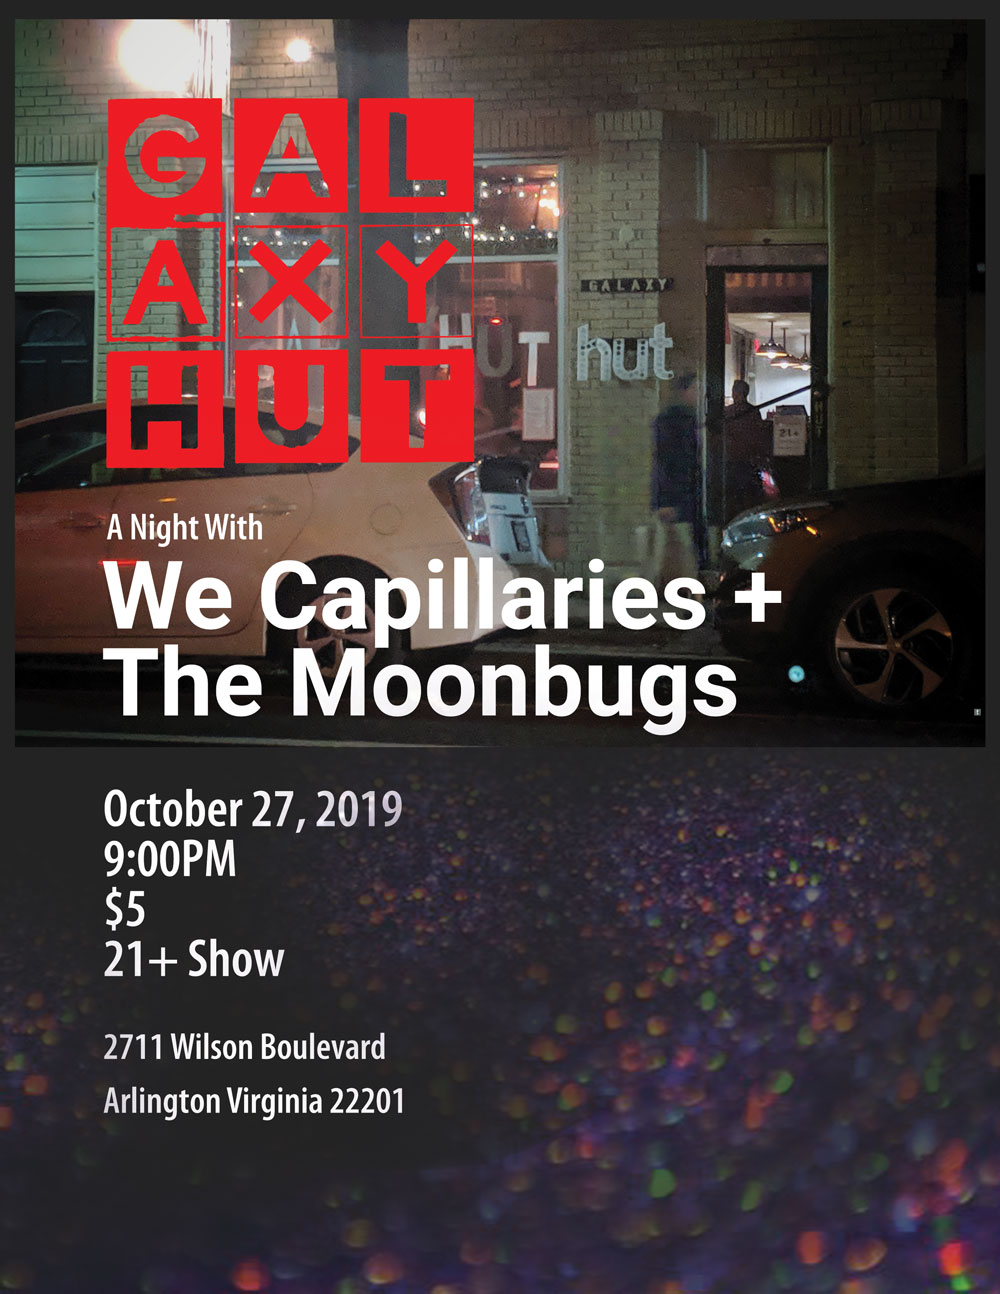 GAL
AXY
HUT
GALAXY
HUT
hut
21+
A Night With
We Capillaries +
The Moonbugs
October 27, 2019
9:00PM
$5
21+ Show
2711 Wilson Boulevard
Arlington Virginia 22201